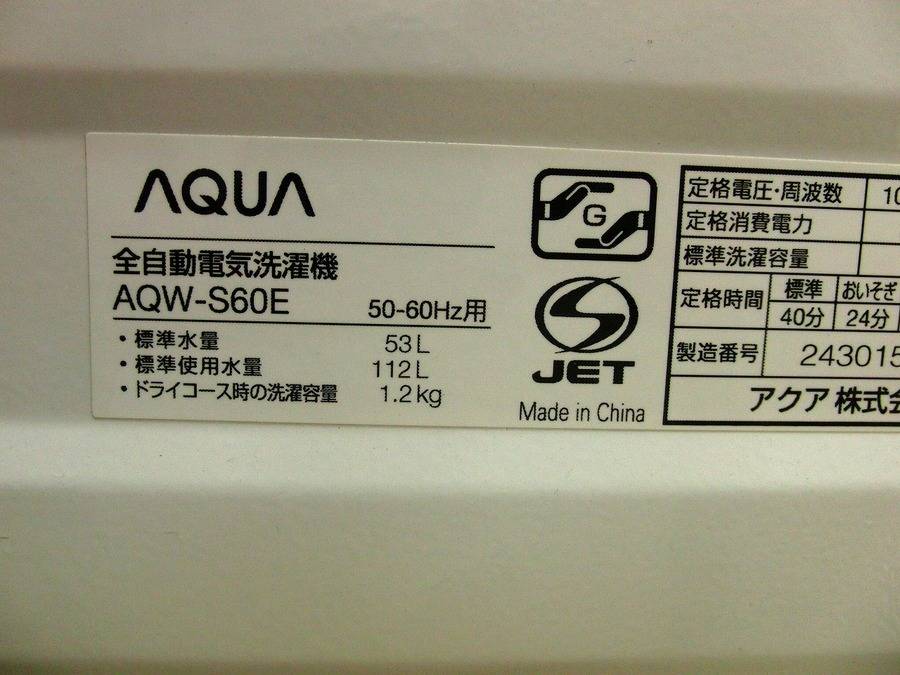 AQUA
全自動電気洗濯機
AQW-S60E 50-60Hz用
・標準水量 53L
・標準使用水量 112L
・ドライコース時の洗濯容量 1.2kg
G
JET
Made in China
定格電圧・周波数 10
定格消費電力
標準洗濯容量
定格時間 標準 おいそぎ
40分 24分
製造番号 243015
アクア 株式会